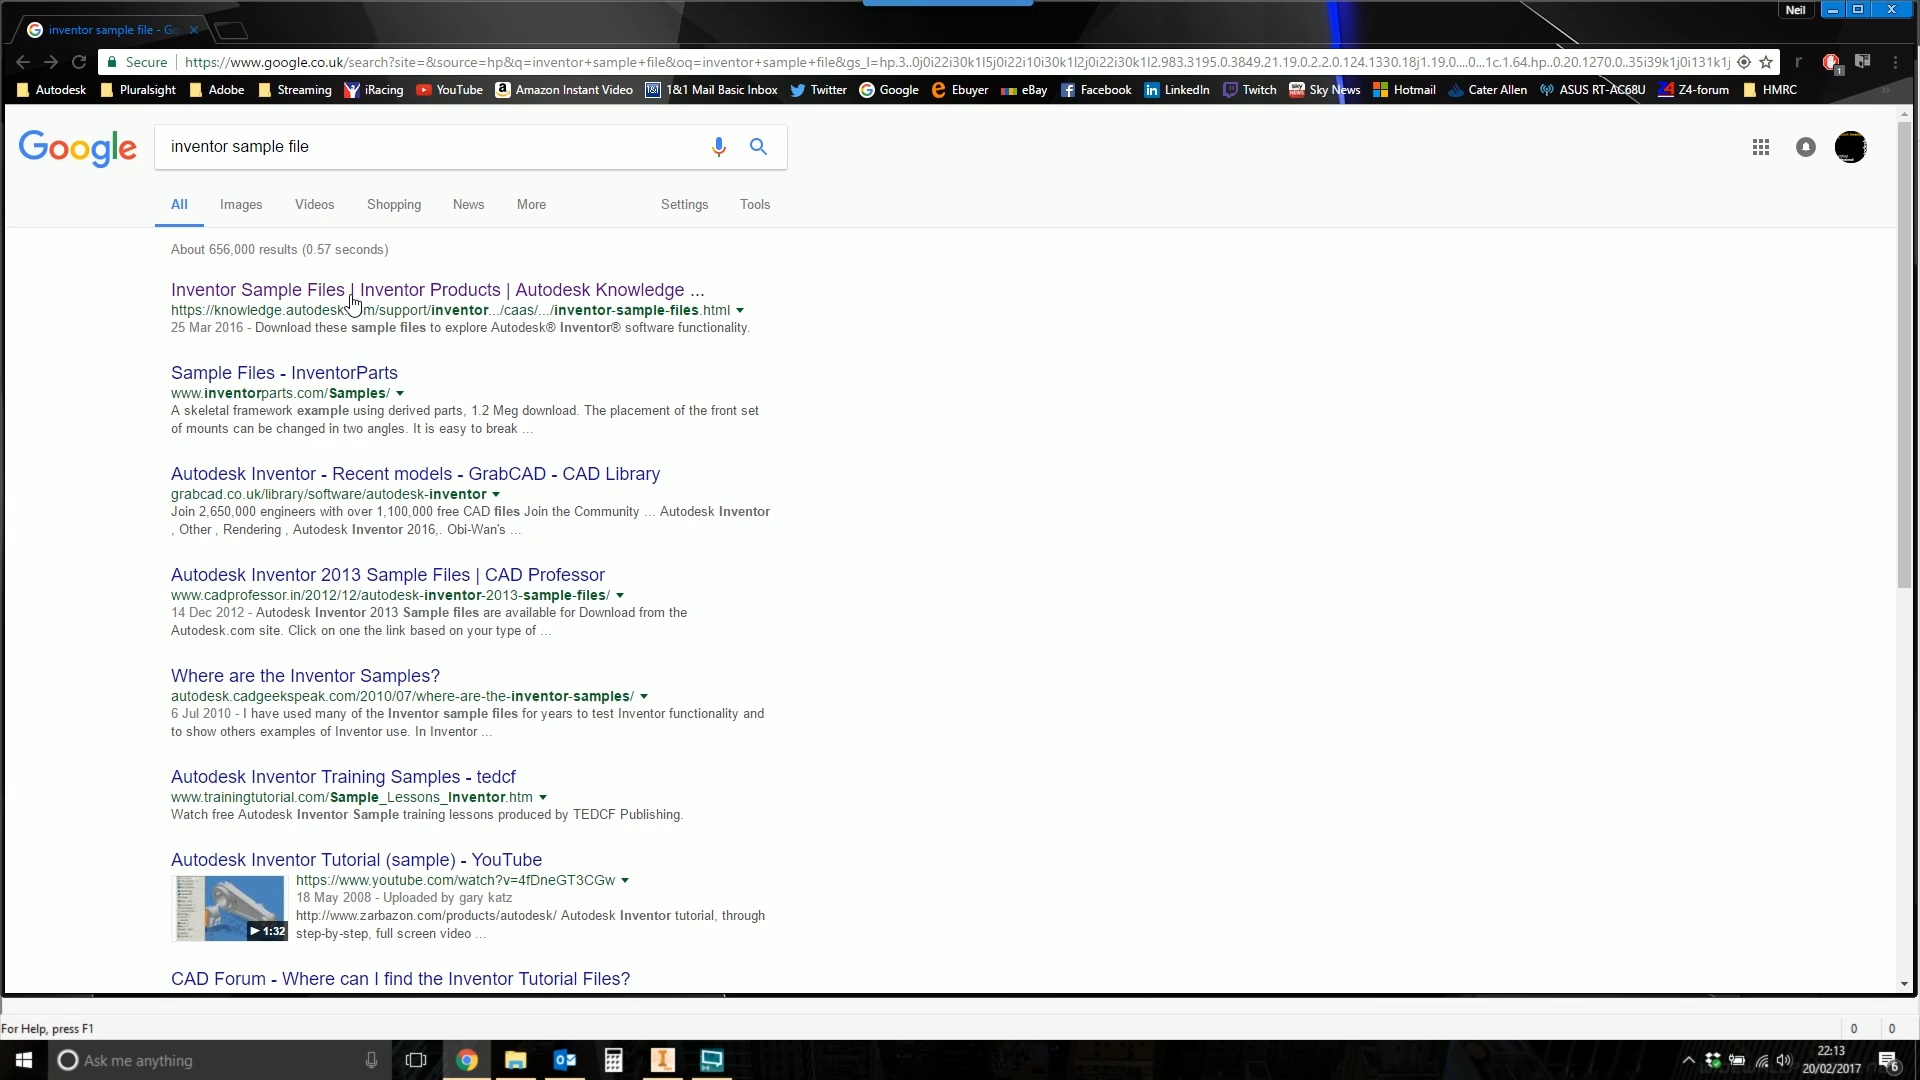 Neil
inventor sample file - Go
Secure
https://www.google.co.uk/search?site=&source=hp&q=inventor+sample+file&oq=inventor+sample+file&gs_l=hp.3..0j0i22i30k1l5j0i22i10i30k1l2j0i22i30k1l2.983.3195.0.3849.21.19.0.2.2.0.124.1330.18j1.19.0....0...1c.1.64.hp..0.20.1270.0..35i39k1j0i131k1j
Autodesk
Pluralsight
Adobe
Streaming
iRacing
YouTube
Amazon Instant Video
1&1 Mail Basic Inbox
Twitter
Google
Ebuyer
eBay
Facebook
LinkedIn
Twitch
Sky News
Hotmail
Cater Allen
ASUS RT-AC68U
Z4-forum
HMRC
Google
inventor sample file
All
Images
Videos
Shopping
News
More
Settings
Tools
About 656,000 results (0.57 seconds)
Inventor Sample Files | Inventor Products | Autodesk Knowledge ...
25 Mar 2016 - Download these sample files to explore Autodesk® Inventor® software functionality.
Sample Files - InventorParts
www.inventorparts.com/Samples/
A skeletal framework example using derived parts, 1.2 Meg download. The placement of the front set
of mounts can be changed in two angles. It is easy to break ...
Autodesk Inventor - Recent models - GrabCAD - CAD Library
grabcad.co.uk/library/software/autodesk-inventor
Join 2,650,000 engineers with over 1,100,000 free CAD files Join the Community ... Autodesk Inventor
, Other , Rendering , Autodesk Inventor 2016,. Obi-Wan's ...
Autodesk Inventor 2013 Sample Files | CAD Professor
www.cadprofessor.in/2012/12/autodesk-inventor-2013-sample-files/
14 Dec 2012 - Autodesk Inventor 2013 Sample files are available for Download from the
Autodesk.com site. Click on one the link based on your type of ...
Where are the Inventor Samples?
autodesk.cadgeekspeak.com/2010/07/where-are-the-inventor-samples/
6 Jul 2010 - I have used many of the Inventor sample files for years to test Inventor functionality and
to show others examples of Inventor use. In Inventor ...
Autodesk Inventor Training Samples - tedcf
www.trainingtutorial.com/Sample_Lessons_Inventor.htm
Watch free Autodesk Inventor Sample training lessons produced by TEDCF Publishing.
Autodesk Inventor Tutorial (sample) - YouTube
https://www.youtube.com/watch?v=4fDneGT3CGw
18 May 2008 - Uploaded by gary katz
http://www.zarbazon.com/products/autodesk/ Autodesk Inventor tutorial, through
1:32
step-by-step, full screen video ...
CAD Forum - Where can I find the Inventor Tutorial Files?
For Help, press F1
0
0
Ask me anything
22:13
20/02/2017
6